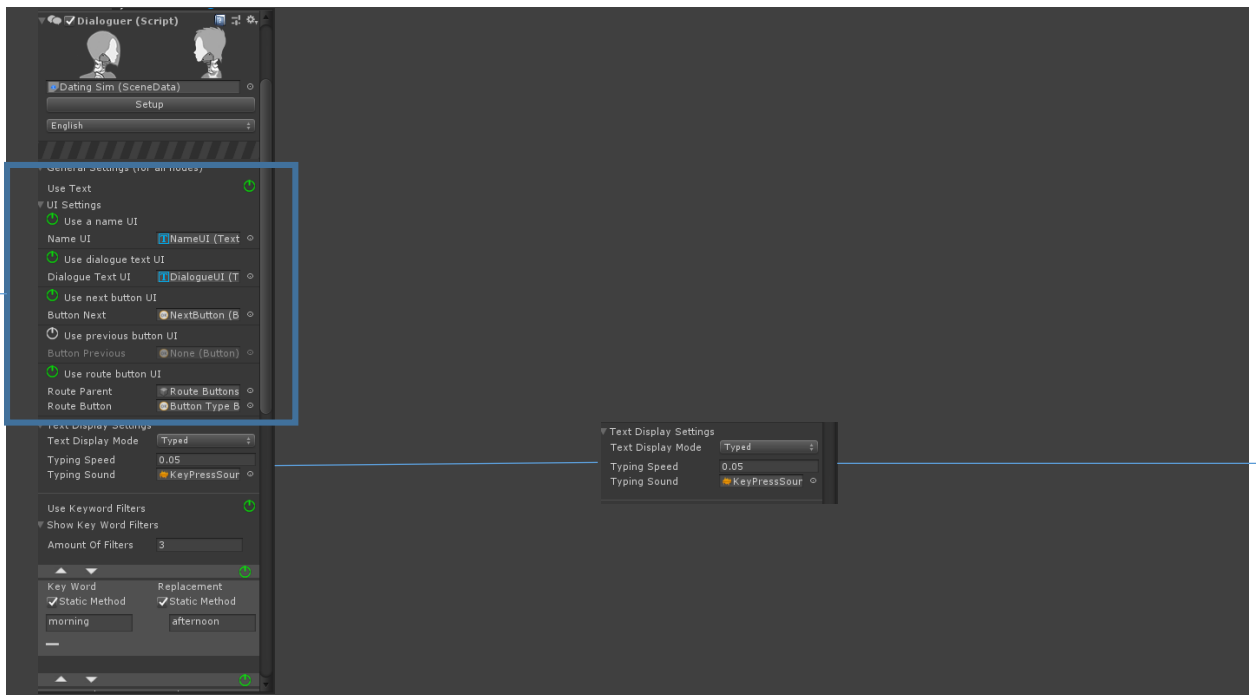 Dialoguer (Script)
Dating Sim (SceneData)
Setup
English
General Settings (for all nodes)
Use Text
UI Settings
Use a name UI
Name UI NameUI (Text
Use dialogue text UI
Dialogue Text UI DialogueUI (T
Use next button UI
Button Next NextButton (B
Use previous button UI
Button Previous None (Button)
Use route button UI
Route Parent Route Buttons
Route Button Button Type B
Text Display Settings
Text Display Mode Typed
Typing Speed 0.05
Typing Sound KeyPressSour
Use Keyword Filters
Show Key Word Filters
Amount Of Filters 3
Key Word Replacement
Static Method Static Method
morning afternoon
Text Display Settings
Text Display Mode Typed
Typing Speed 0.05
Typing Sound KeyPressSour